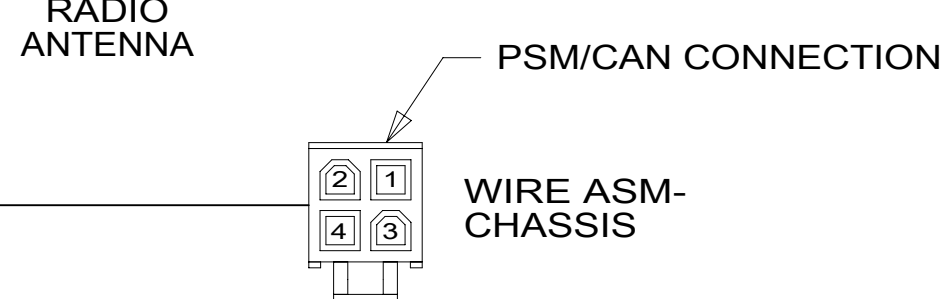 RADIO
ANTENNA
PSM/CAN CONNECTION
2 1
4 3
WIRE ASM-
CHASSIS